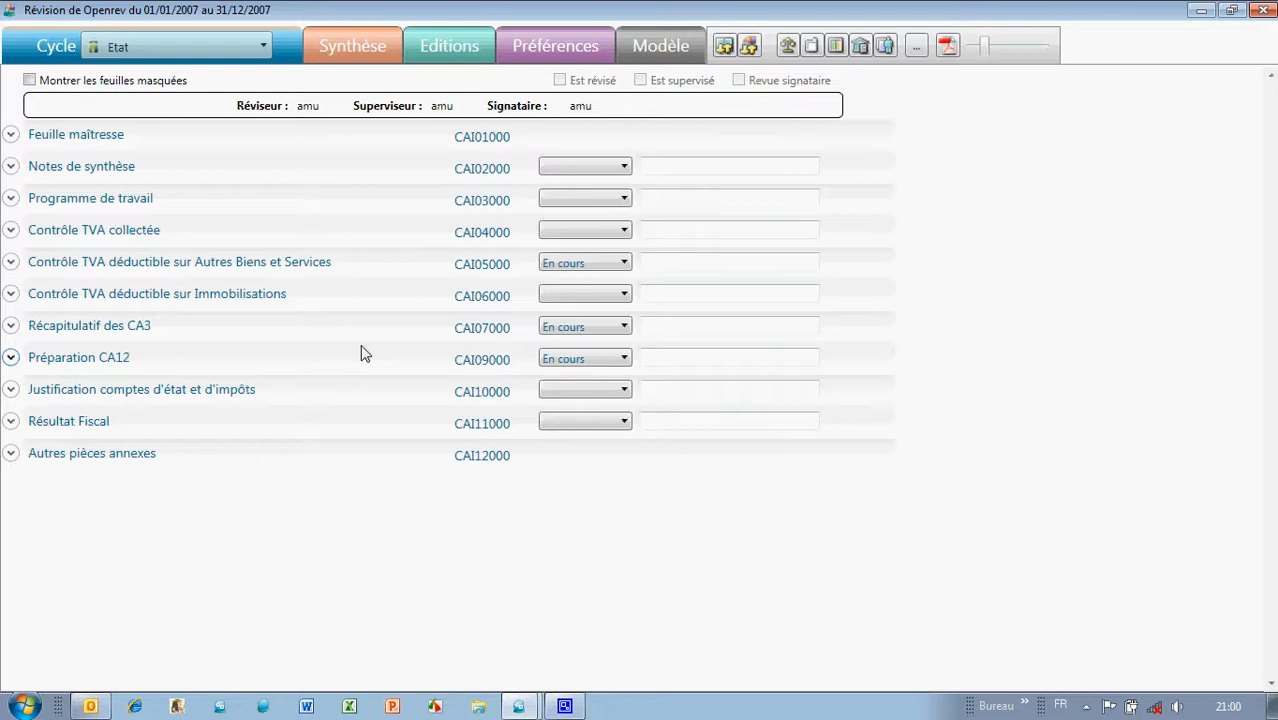 Révision de Openrev du 01/01/2007 au 31/12/2007
Cycle Etat Synthèse Editions Préférences Modèle ...
Montrer les feuilles masquées Est révisé Est supervisé Revue signataire
Réviseur : amu Superviseur : amu Signataire : amu
Feuille maîtresse CAI01000
Notes de synthèse CAI02000
Programme de travail CAI03000
Contrôle TVA collectée CAI04000
Contrôle TVA déductible sur Autres Biens et Services CAI05000 En cours
Contrôle TVA déductible sur Immobilisations CAI06000
Récapitulatif des CA3 CAI07000 En cours
Préparation CA12 CAI09000 En cours
Justification comptes d'état et d'impôts CAI10000
Résultat Fiscal CAI11000
Autres pièces annexes CAI12000
Bureau » FR 21:00